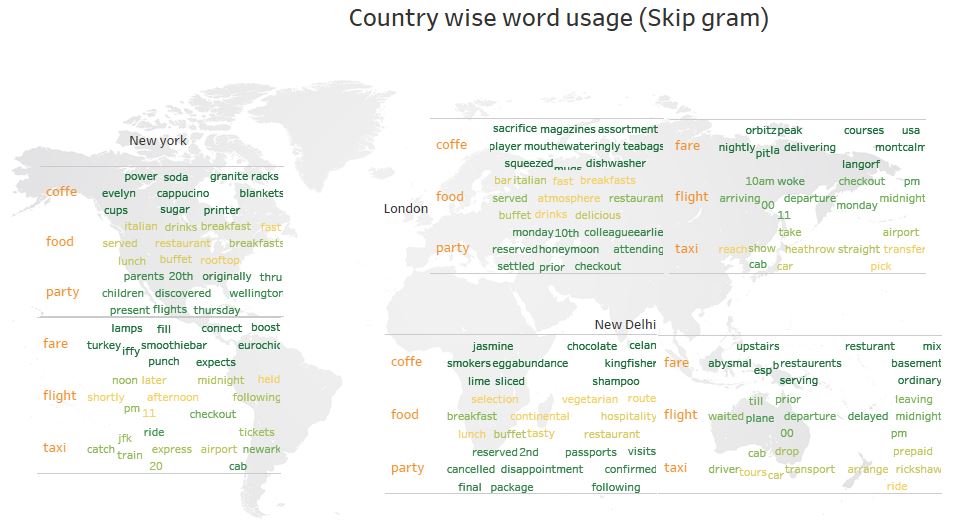 Country wise word usage (Skip gram)
New york
power soda granite racks
coffe
evelyn cappucino blankets
cups sugar printer
italian drinks breakfast fast
food
served restaurant breakfasts
lunch buffet rooftop
parents 20th originally thru
party
children discovered wellington
present flights thursday
lamps fill connect boost
fare
turkey iffy smoothiebar eurochic
punch expects
noon later midnight held
flight
shortly afternoon following
pm 11 checkout
jfk ride tickets
taxi
catch train express airport newark
20 cab
London
sacrifice magazines assortment
coffe
player mouthewateringly teabags
squeezed mugs dishwasher
bar italian fast breakfasts
food
served atmosphere restaurant
buffet drinks delicious
monday 10th colleague earlie
party
reserved honeymoon attending
settled prior checkout
orbitz peak courses usa
fare
nightly pitla delivering montcalm
langorf
10am woke checkout pm
flight
arriving 00 departure monday midnight
11
take airport
taxi
reach show heathrow straight transfer
cab car pick
New Delhi
jasmine chocolate celan
coffe
smokers egg abundance kingfisher
lime sliced shampoo
selection vegetarian route
food
breakfast continental hospitality
lunch buffet tasty restaurant
reserved 2nd passports visits
party
cancelled disappointment confirmed
final package following
upstairs resturant mix
fare
abysmal esp b restaurents basement
serving ordinary
till prior leaving
flight
waited plane departure delayed midnight
00 pm
cab drop prepaid
taxi
driver tours car transport arrange rickshaw
ride